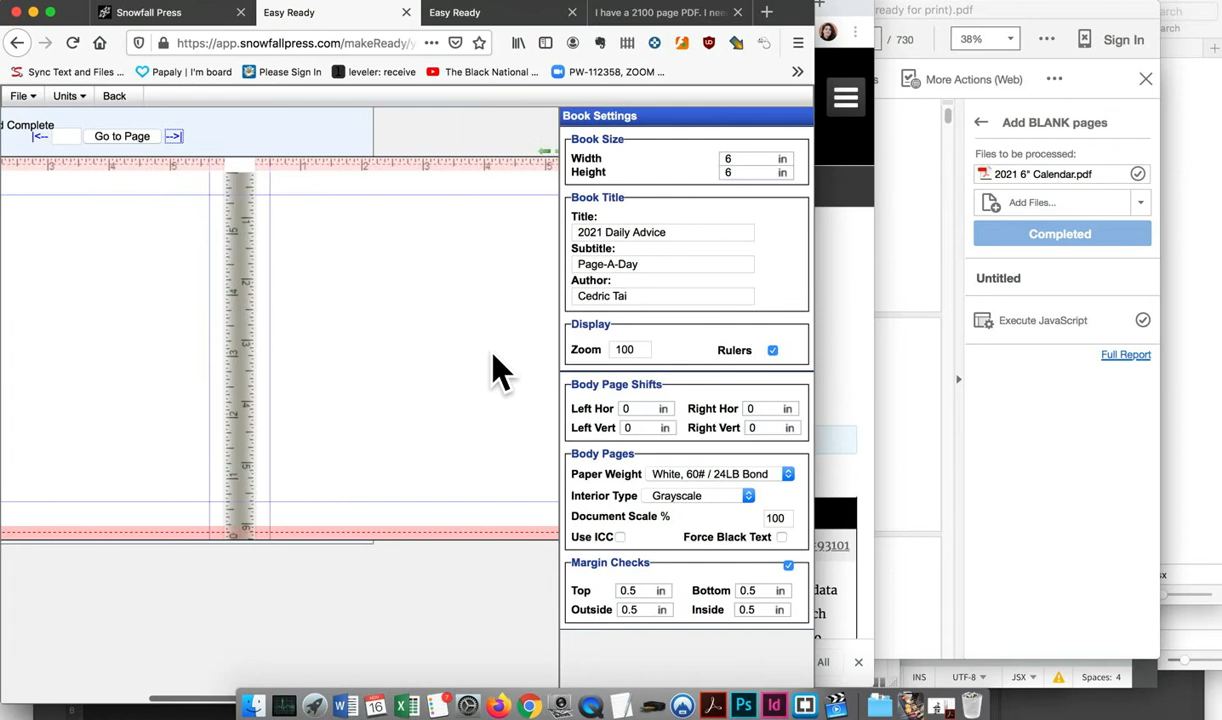 Snowfall Press
Easy Ready
Easy Ready
I have a 2100 page PDF. I nee
ready for print).pdf
https://app.snowfallpress.com/makeReady/
/ 730
38%
Sign In
Sync Text and Files ...
Papaly | I'm board
Please Sign In
leveler: receive
The Black National ...
PW-112358, ZOOM ...
More Actions (Web)
File
Units
Back
d Complete
|<--
Go to Page
-->|
Book Settings
Book Size
Width 6 in
Height 6 in
Book Title
Title:
2021 Daily Advice
Subtitle:
Page-A-Day
Author:
Cedric Tai
Display
Zoom 100 Rulers
Body Page Shifts
Left Hor 0 in Right Hor 0 in
Left Vert 0 in Right Vert 0 in
Body Pages
Paper Weight White, 60# / 24LB Bond
Interior Type Grayscale
Document Scale % 100
Use ICC Force Black Text
Margin Checks
Top 0.5 in Bottom 0.5 in
Outside 0.5 in Inside 0.5 in
Add BLANK pages
Files to be processed:
2021 6" Calendar.pdf
Add Files...
Completed
Untitled
Execute JavaScript
Full Report
E93101
data
ch
All
INS
UTF-8
JSX
Spaces: 4